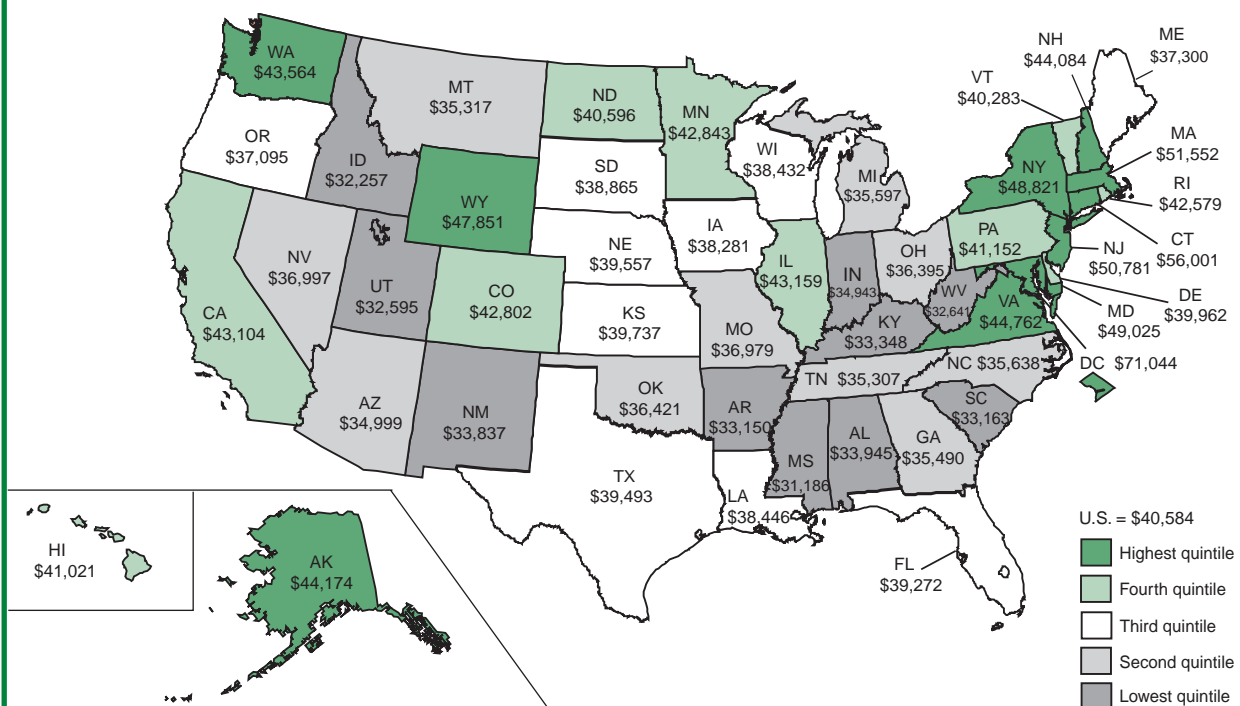 WA
$43,564
OR
$37,095
CA
$43,104
ID
$32,257
NV
$36,997
MT
$35,317
WY
$47,851
UT
$32,595
AZ
$34,999
CO
$42,802
NM
$33,837
ND
$40,596
SD
$38,865
NE
$39,557
KS
$39,737
OK
$36,421
TX
$39,493
MN
$42,843
IA
$38,281
MO
$36,979
AR
$33,150
LA
$38,446
WI
$38,432
IL
$43,159
MI
$35,597
IN
$34,943
OH
$36,395
KY
$33,348
WV
$32,641
TN $35,307
MS
$31,186
AL
$33,945
GA
$35,490
FL
$39,272
SC
$33,163
NC $35,638
VA
$44,762
PA
$41,152
NY
$48,821
VT
$40,283
NH
$44,084
ME
$37,300
MA
$51,552
RI
$42,579
CT
$56,001
NJ
$50,781
DE
$39,962
MD
$49,025
DC $71,044
HI
$41,021
AK
$44,174
U.S. = $40,584
Highest quintile
Fourth quintile
Third quintile
Second quintile
Lowest quintile